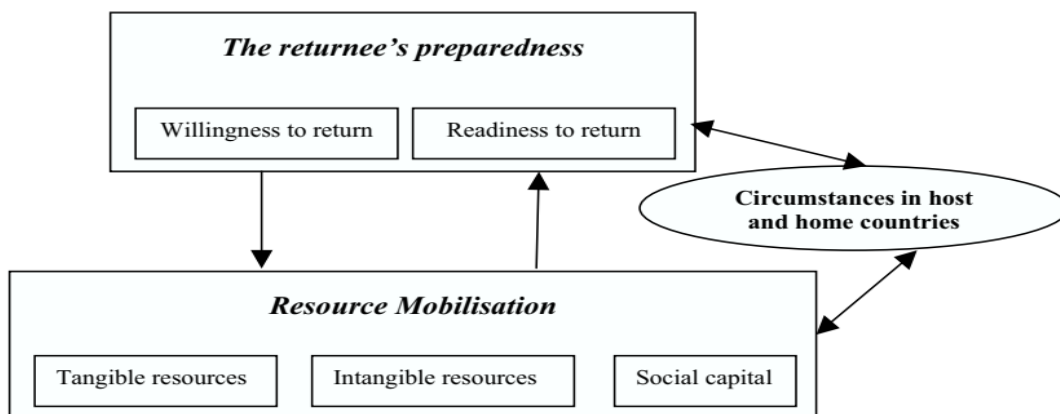 The returnee’s preparedness
Willingness to return
Readiness to return
Circumstances in host
and home countries
Resource Mobilisation
Tangible resources
Intangible resources
Social capital